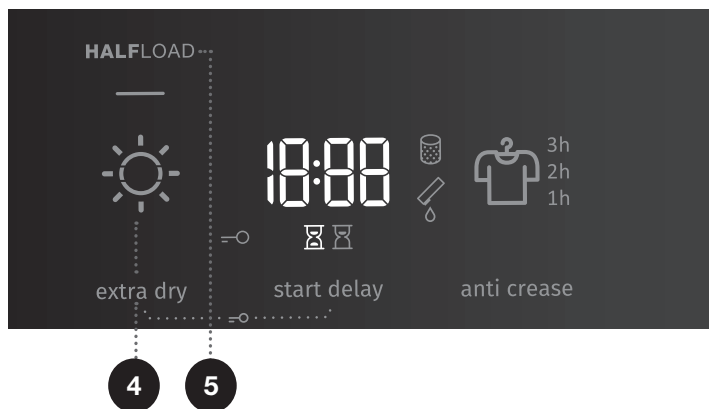 HALFLOAD
18:88
3h
2h
1h
extra dry
start delay
anti crease
4
5